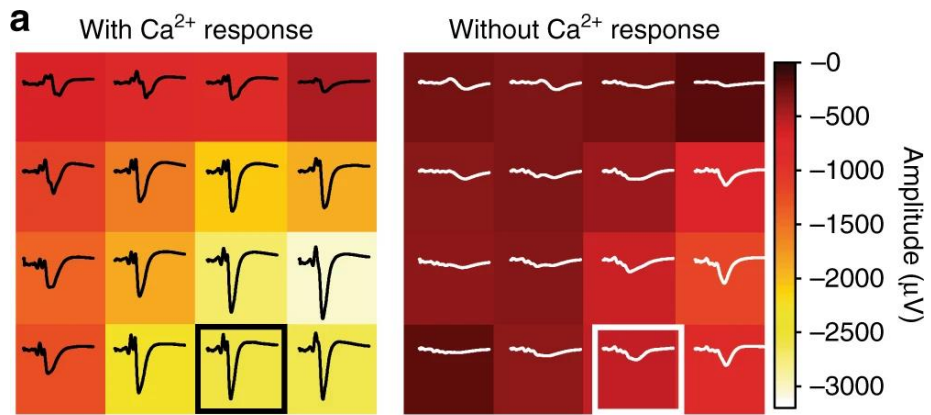 a
With Ca²⁺ response
Without Ca²⁺ response
–0
–500
–1000
–1500
–2000
–2500
–3000
Amplitude (μV)